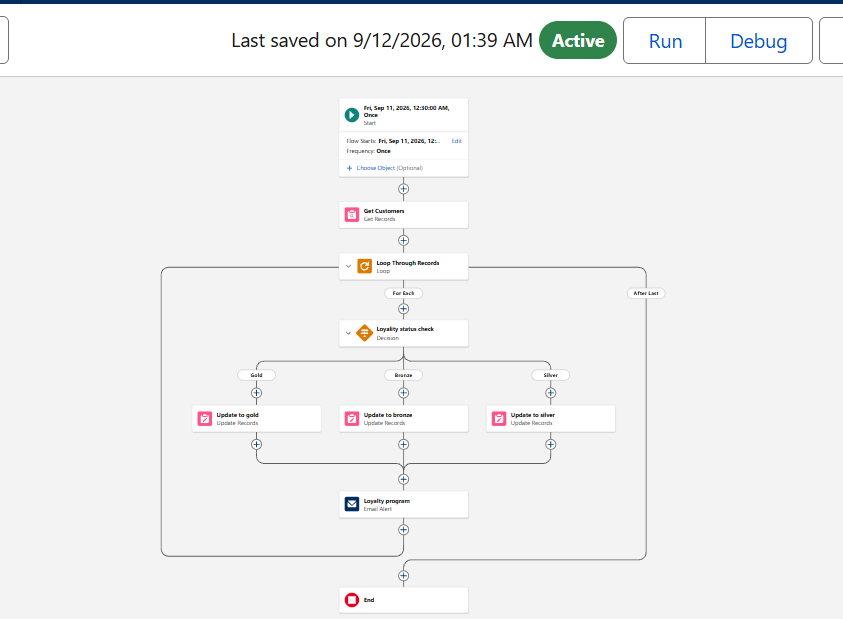 Last saved on 9/12/2026, 01:39 AM Active Run Debug
Fri, Sep 11, 2026, 12:30:00 AM,
Once
Start
Flow Starts: Fri, Sep 11, 2026, 12:... Edit
Frequency: Once
+ Choose Object (Optional)
Get Customers
Get Records
Loop Through Records
Loop
For Each
After Last
Loyality status check
Decision
Gold Bronze Silver
Update to gold
Update Records
Update to bronze
Update Records
Update to silver
Update Records
Loyalty program
Email Alert
End